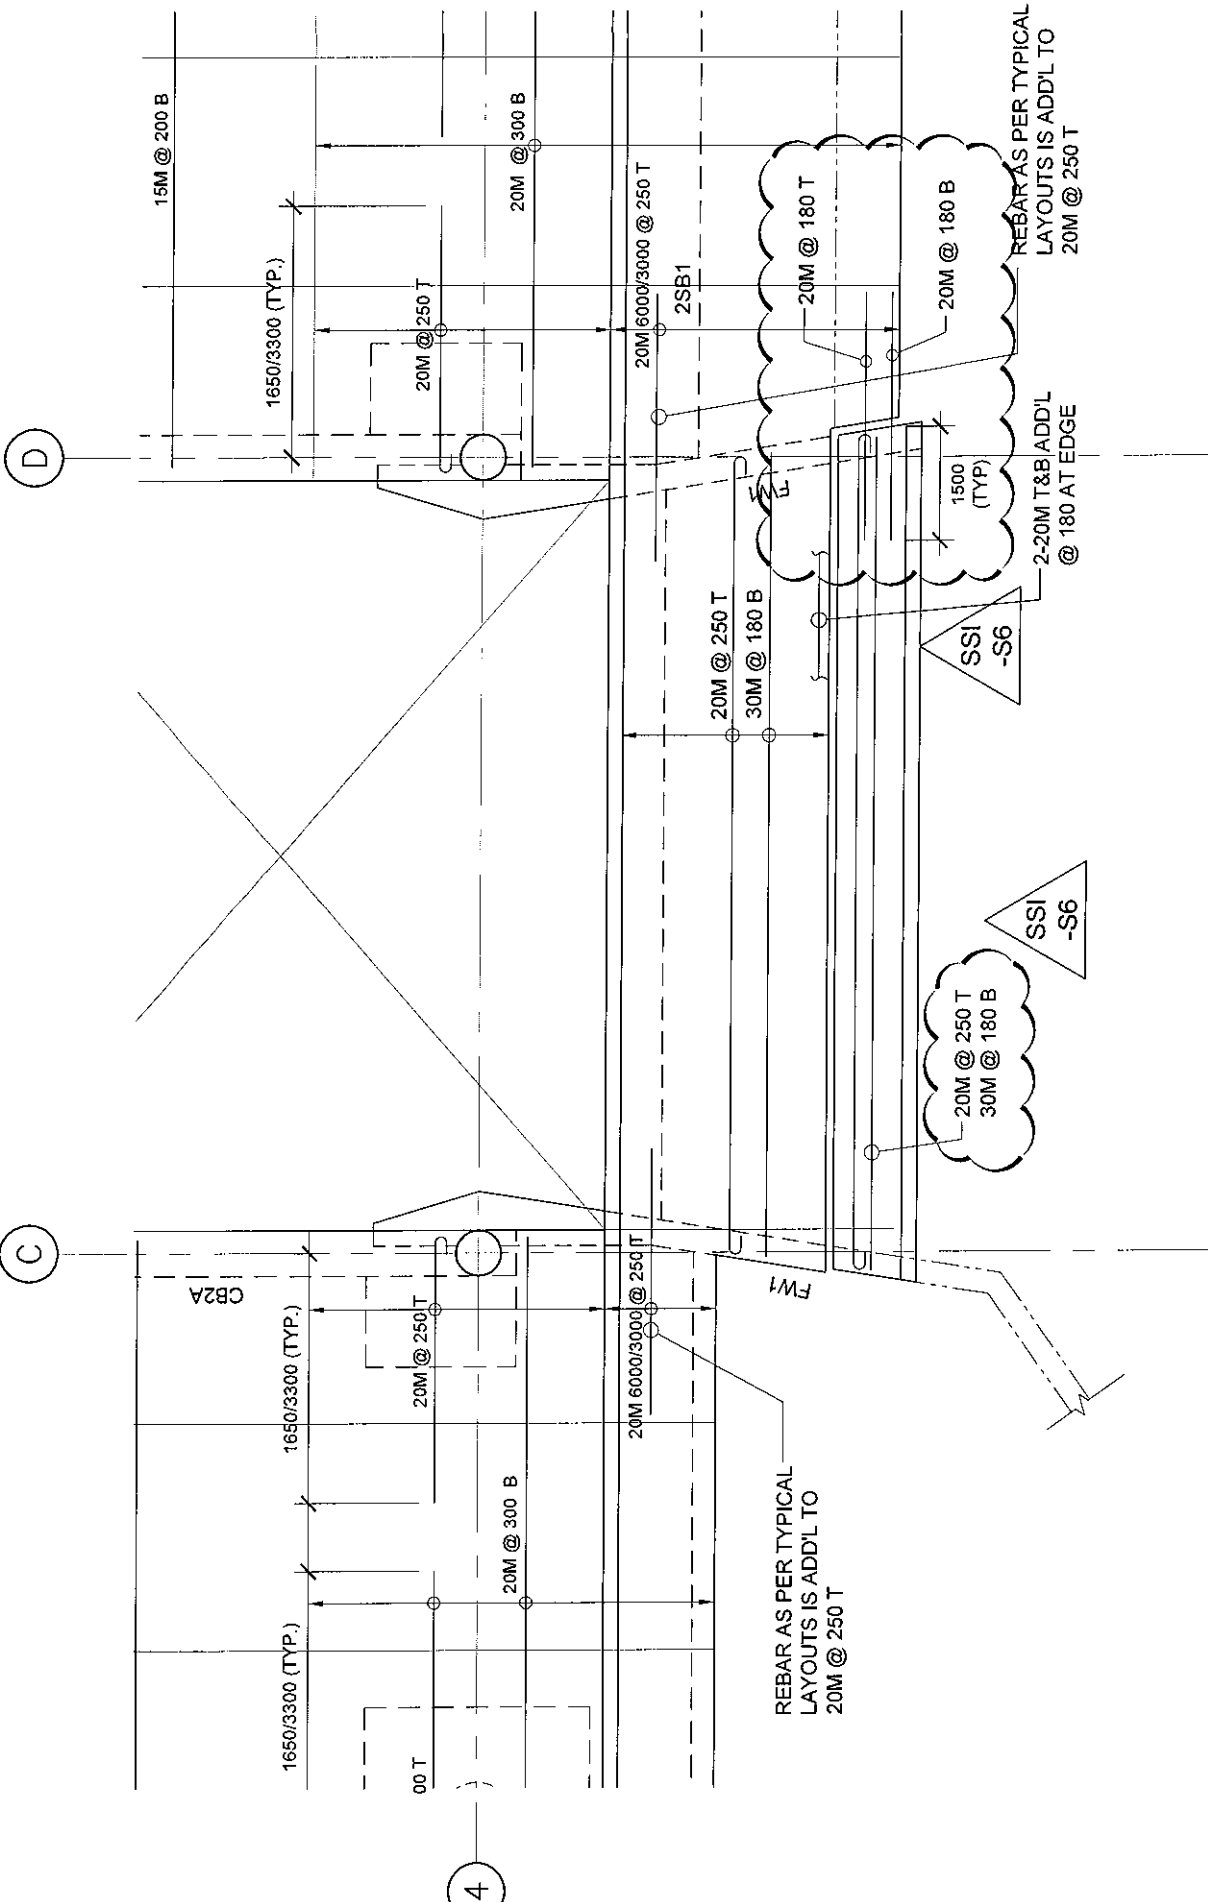 D
C
4
15M @ 200 B
1650/3300 (TYP.)
20M @ 250 T
20M @ 300 B
20M 6000/3000 @ 250 T
2SB1
20M @ 180 T
20M @ 180 B
REBAR AS PER TYPICAL
LAYOUTS IS ADD'L TO
20M @ 250 T
FW1
1500
(TYP)
2-20M T&B ADD'L
@ 180 AT EDGE
20M @ 250 T
30M @ 180 B
SSI
-S6
SSI
-S6
20M @ 250 T
30M @ 180 B
CB2A
FW1
1650/3300 (TYP.)
20M @ 250 T
20M 6000/3000 @ 250 T
20M @ 300 B
REBAR AS PER TYPICAL
LAYOUTS IS ADD'L TO
20M @ 250 T
1650/3300 (TYP.)
00 T